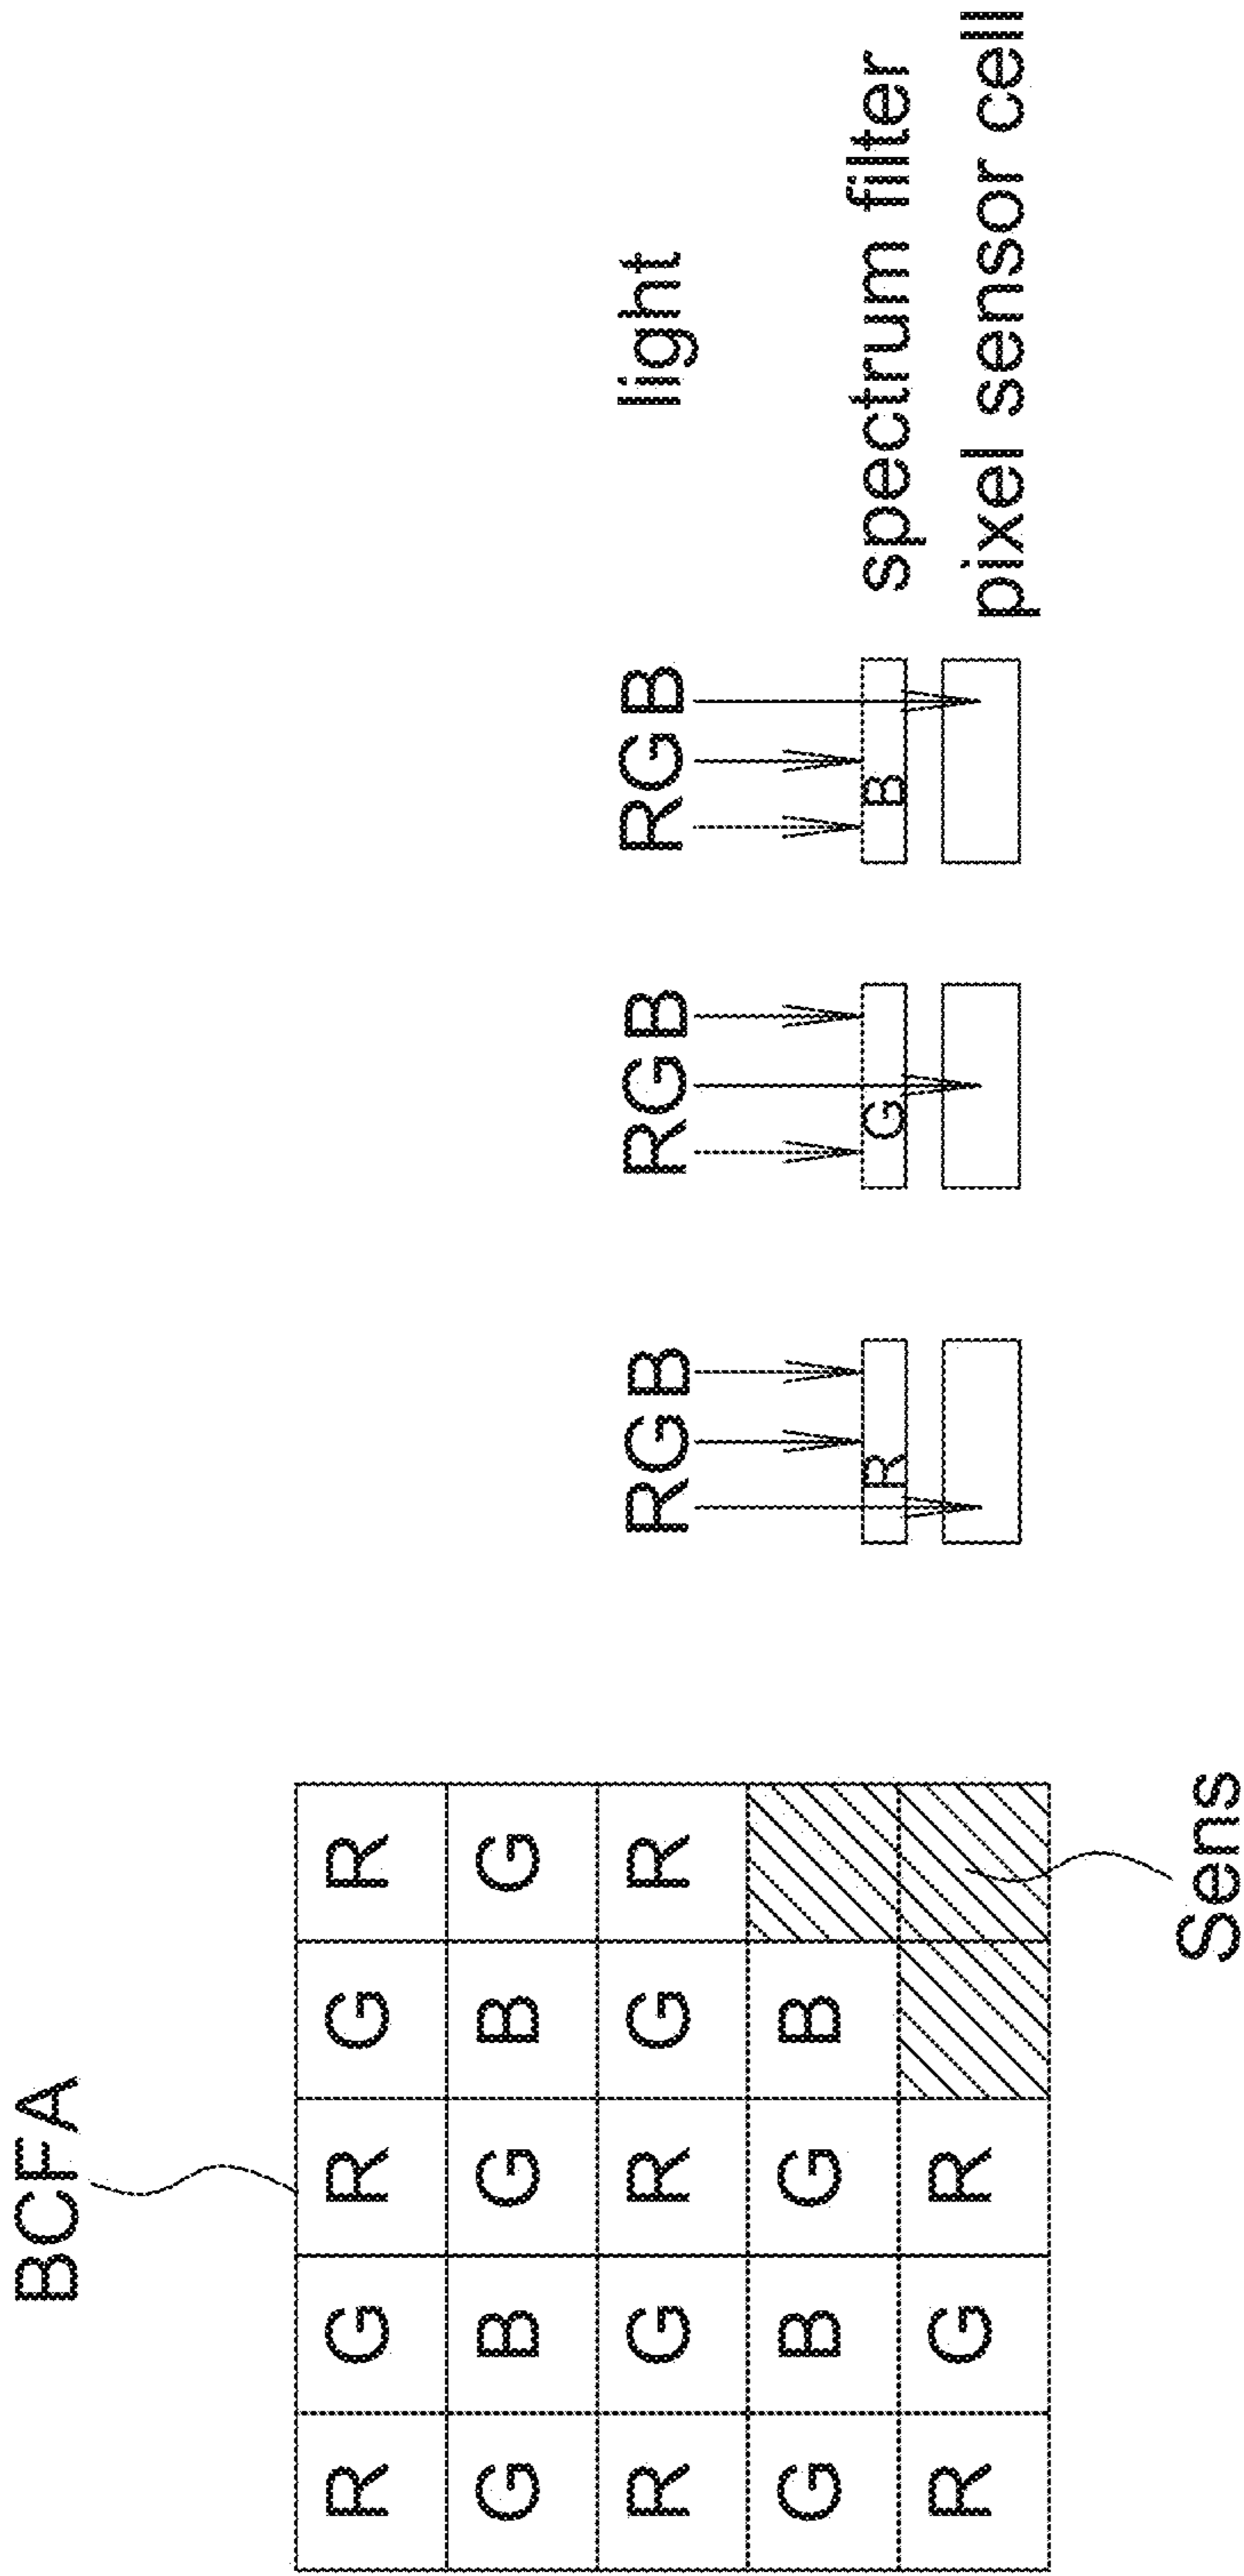 BCFA
R G R G R
G B G B G
R G R G R
G B G B
R G R
Sens
RGB RGB RGB light
R G B spectrum filter
pixel sensor cell